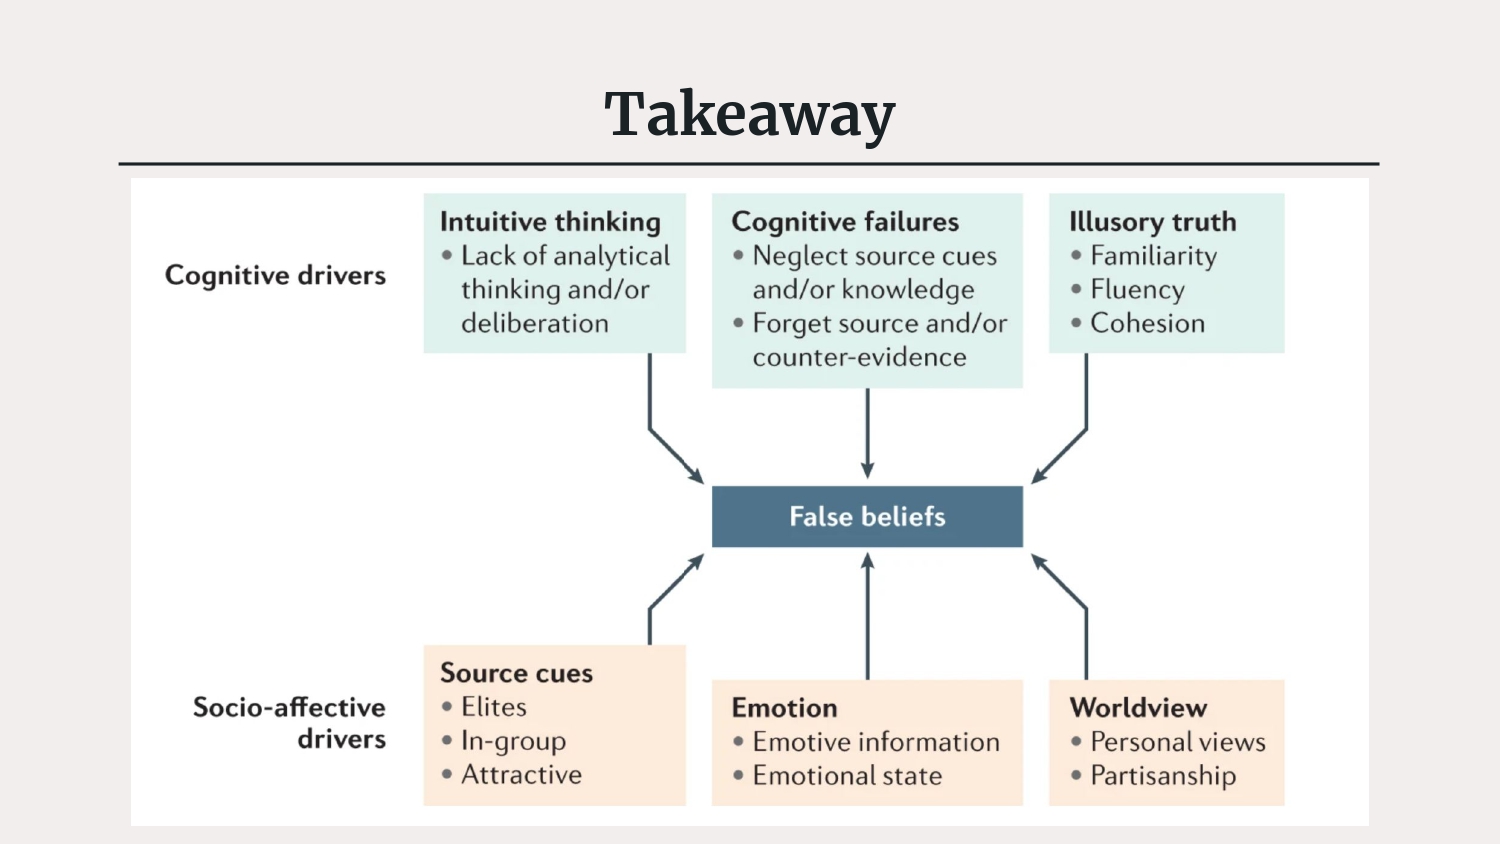 Takeaway
Cognitive drivers
Intuitive thinking
• Lack of analytical
thinking and/or
deliberation
Cognitive failures
• Neglect source cues
and/or knowledge
• Forget source and/or
counter-evidence
Illusory truth
• Familiarity
• Fluency
• Cohesion
False beliefs
Socio-affective
drivers
Source cues
• Elites
• In-group
• Attractive
Emotion
• Emotive information
• Emotional state
Worldview
• Personal views
• Partisanship